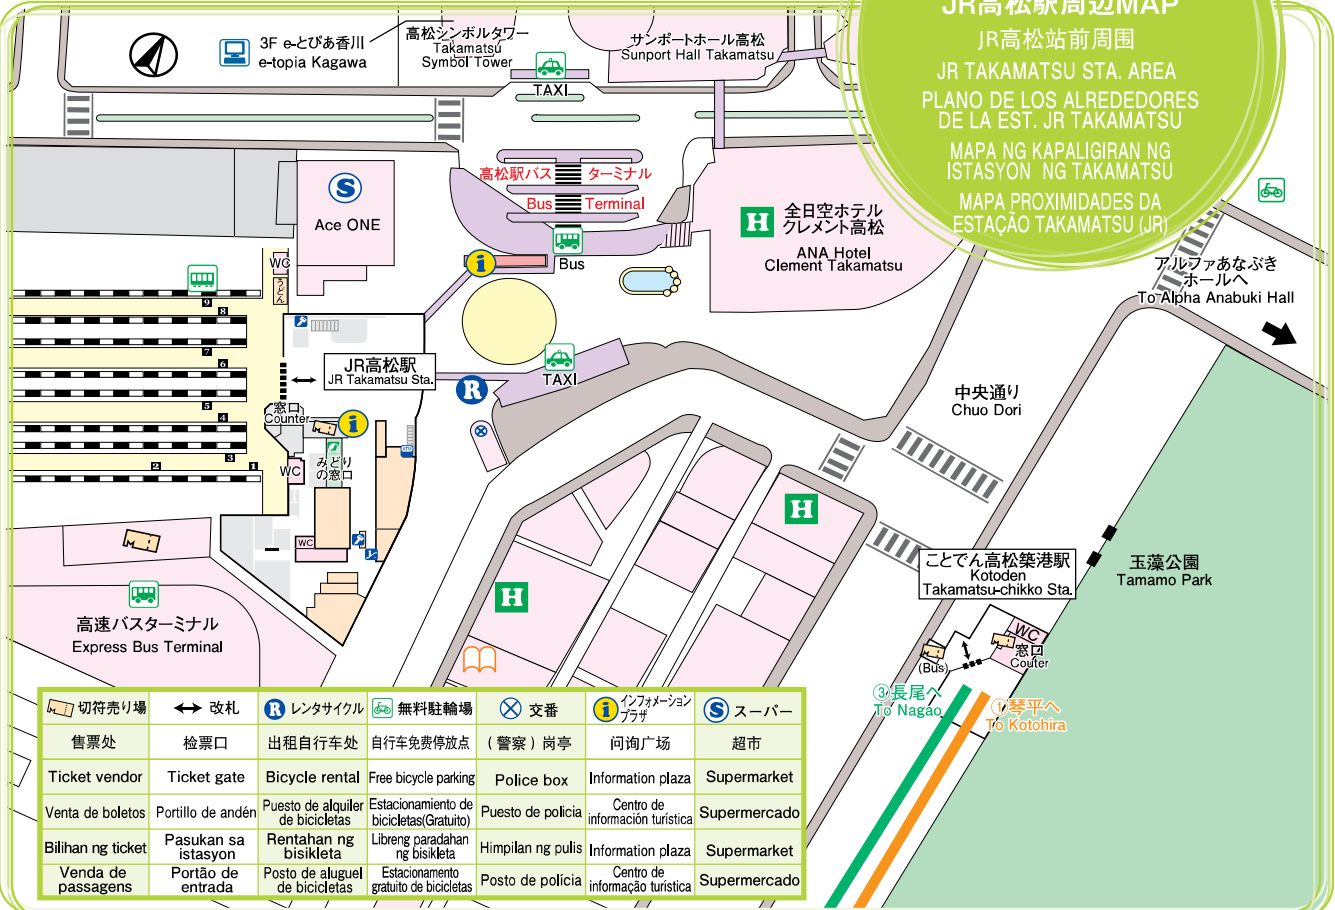 JR高松駅周辺MAP
JR高松站前周围
JR TAKAMATSU STA. AREA
PLANO DE LOS ALREDEDORES
DE LA EST. JR TAKAMATSU
MAPA NG KAPALIGIRAN NG
ISTASYON NG TAKAMATSU
MAPA PROXIMIDADES DA
ESTAÇÃO TAKAMATSU (JR)
3F e-とぴあ香川
e-topia Kagawa
高松シンボルタワー
Takamatsu
Symbol Tower
サンポートホール高松
Sunport Hall Takamatsu
TAXI
高松駅バス ターミナル
Bus Terminal
Bus
S
Ace ONE
H
全日空ホテル
クレメント高松
ANA Hotel
Clement Takamatsu
アルファあなぶき
ホールへ
To Alpha Anabuki Hall
WC
うどん
i
9
8
7
6
5
4
3
2
1
JR高松駅
JR Takamatsu Sta.
TAXI
R
窓口
Counter
i
みどり
の窓口
WC
WC
中央通り
Chuo Dori
H
H
ことでん高松築港駅
Kotoden
Takamatsu-chikko Sta.
玉藻公園
Tamamo Park
高速バスターミナル
Express Bus Terminal
(Bus)
WC
窓口
Couter
③長尾へ
To Nagao
①琴平へ
To Kotohira
切符売り場 改札 R レンタサイクル 無料駐輪場 交番 i インフォメーションプラザ S スーパー
售票处 检票口 出租自行车处 自行车免费停放点 (警察)岗亭 问询广场 超市
Ticket vendor Ticket gate Bicycle rental Free bicycle parking Police box Information plaza Supermarket
Venta de boletos Portillo de andén Puesto de alquiler de bicicletas Estacionamiento de bicicletas(Gratuito) Puesto de policía Centro de información turística Supermercado
Bilihan ng ticket Pasukan sa istasyon Rentahan ng bisikleta Libreng paradahan ng bisikleta Himpilan ng pulis Information plaza Supermarket
Venda de passagens Portão de entrada Posto de aluguel de bicicletas Estacionamento gratuito de bicicletas Posto de polícia Centro de informação turística Supermercado